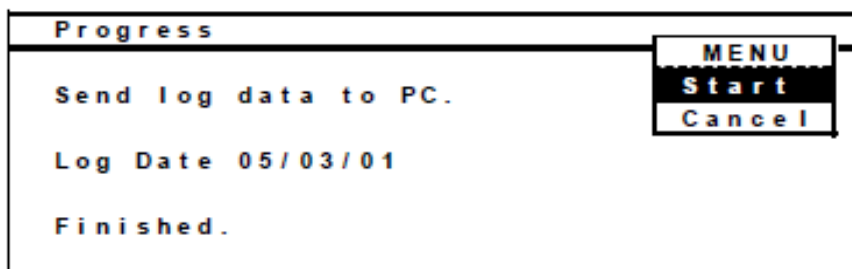 Progress
MENU
Start
Send log data to PC.
Cancel
Log Date 05/03/01
Finished.